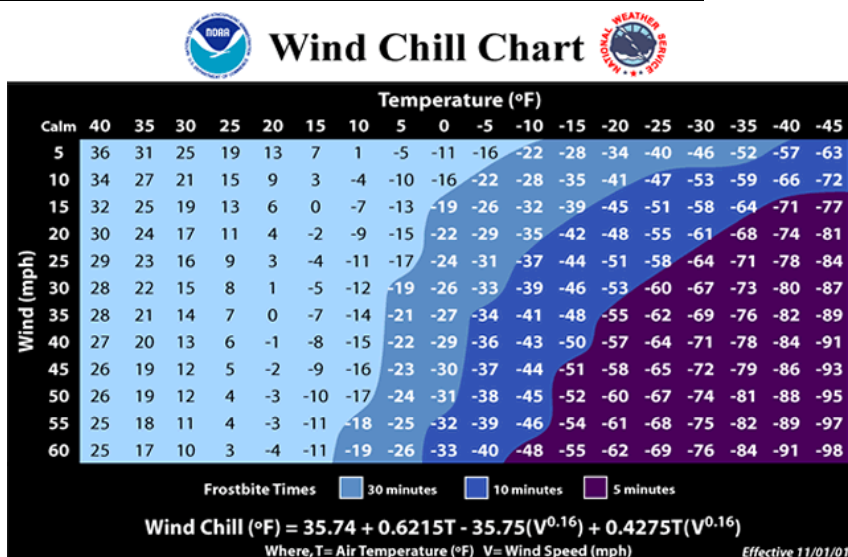 NOAA
Wind Chill Chart
NATIONAL WEATHER SERVICE
Temperature (ºF)
Calm 40 35 30 25 20 15 10 5 0 -5 -10 -15 -20 -25 -30 -35 -40 -45
Wind (mph)
5 36 31 25 19 13 7 1 -5 -11 -16 -22 -28 -34 -40 -46 -52 -57 -63
10 34 27 21 15 9 3 -4 -10 -16 -22 -28 -35 -41 -47 -53 -59 -66 -72
15 32 25 19 13 6 0 -7 -13 -19 -26 -32 -39 -45 -51 -58 -64 -71 -77
20 30 24 17 11 4 -2 -9 -15 -22 -29 -35 -42 -48 -55 -61 -68 -74 -81
25 29 23 16 9 3 -4 -11 -17 -24 -31 -37 -44 -51 -58 -64 -71 -78 -84
30 28 22 15 8 1 -5 -12 -19 -26 -33 -39 -46 -53 -60 -67 -73 -80 -87
35 28 21 14 7 0 -7 -14 -21 -27 -34 -41 -48 -55 -62 -69 -76 -82 -89
40 27 20 13 6 -1 -8 -15 -22 -29 -36 -43 -50 -57 -64 -71 -78 -84 -91
45 26 19 12 5 -2 -9 -16 -23 -30 -37 -44 -51 -58 -65 -72 -79 -86 -93
50 26 19 12 4 -3 -10 -17 -24 -31 -38 -45 -52 -60 -67 -74 -81 -88 -95
55 25 18 11 4 -3 -11 -18 -25 -32 -39 -46 -54 -61 -68 -75 -82 -89 -97
60 25 17 10 3 -4 -11 -19 -26 -33 -40 -48 -55 -62 -69 -76 -84 -91 -98
Frostbite Times 30 minutes 10 minutes 5 minutes
Wind Chill (ºF) = 35.74 + 0.6215T - 35.75(V0.16) + 0.4275T(V0.16)
Where, T= Air Temperature (ºF) V= Wind Speed (mph) Effective 11/01/01